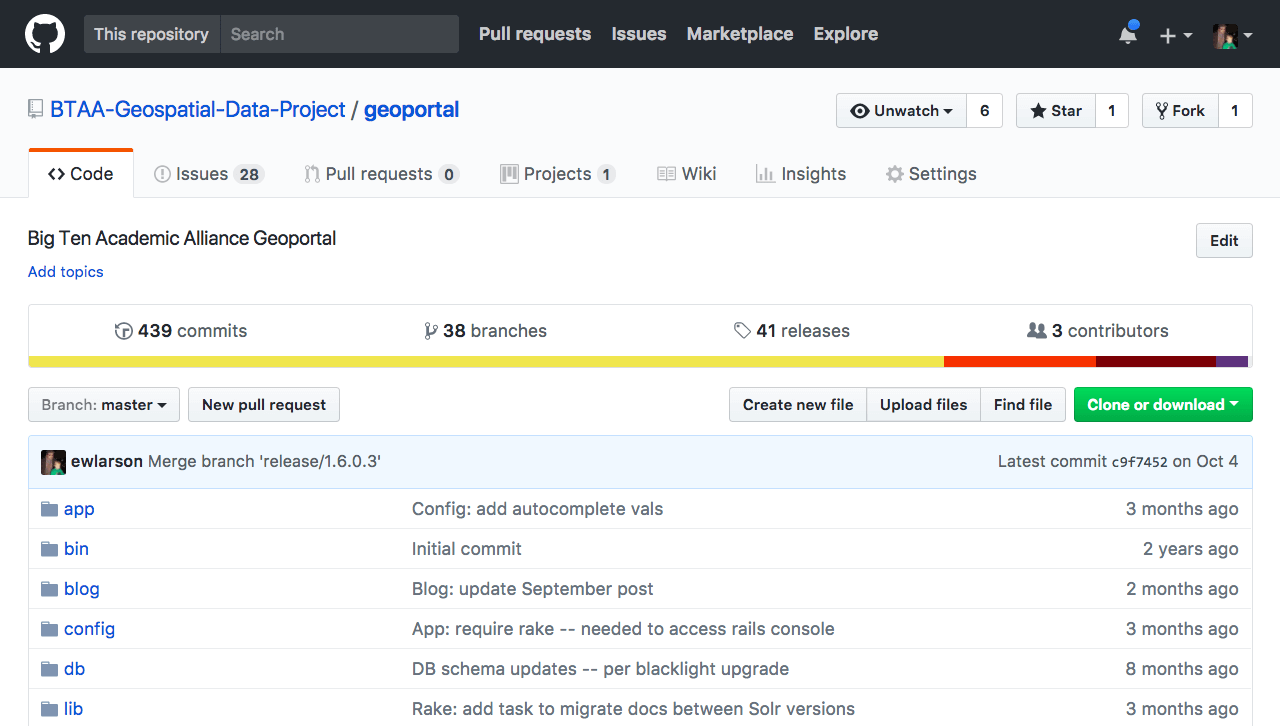 This repository Search Pull requests Issues Marketplace Explore
BTAA-Geospatial-Data-Project / geoportal Unwatch 6 Star 1 Fork 1
Code Issues 28 Pull requests 0 Projects 1 Wiki Insights Settings
Big Ten Academic Alliance Geoportal Edit
Add topics
439 commits 38 branches 41 releases 3 contributors
Branch: master New pull request Create new file Upload files Find file Clone or download
ewlarson Merge branch 'release/1.6.0.3' Latest commit c9f7452 on Oct 4
app Config: add autocomplete vals 3 months ago
bin Initial commit 2 years ago
blog Blog: update September post 2 months ago
config App: require rake -- needed to access rails console 3 months ago
db DB schema updates -- per blacklight upgrade 8 months ago
lib Rake: add task to migrate docs between Solr versions 3 months ago